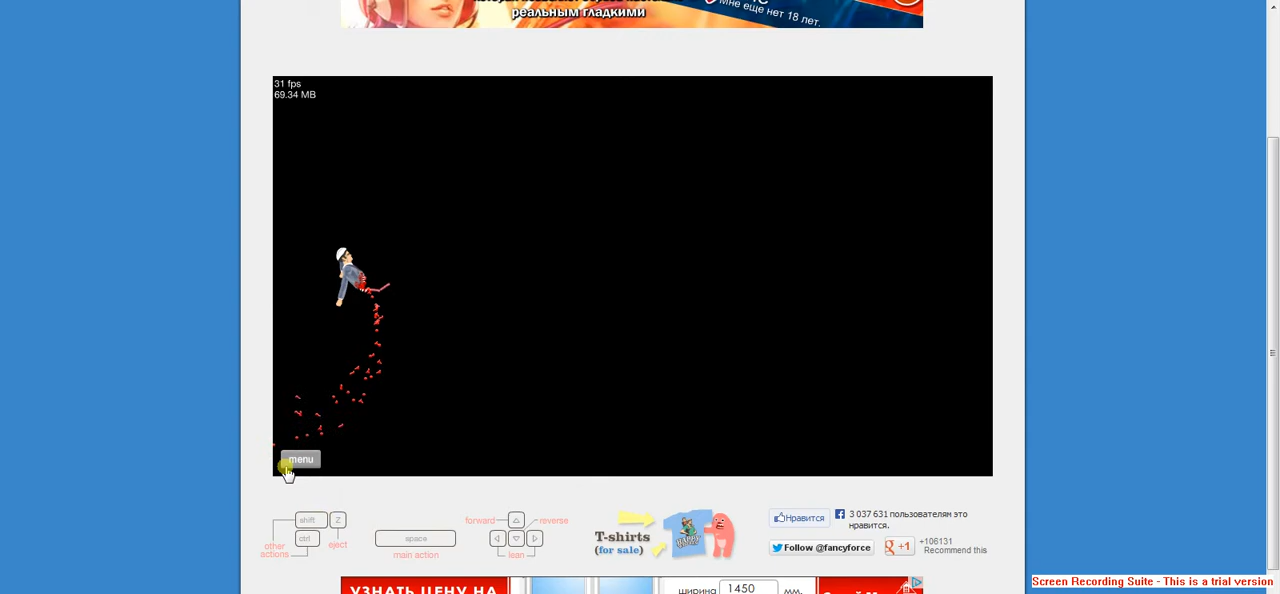 реальным гладкими
мне еще нет 18 лет.
31 fps
69.34 MB
menu
shift
Z
ctrl
other
actions
eject
space
main action
forward
reverse
lean
T-shirts
(for sale)
Нравится
3 037 631 пользователям это
нравится.
Follow @fancyforce
+1
+106131
Recommend this
Screen Recording Suite - This is a trial version
УЗНАТЬ ЦЕНУ НА
ширина
1450
мм.